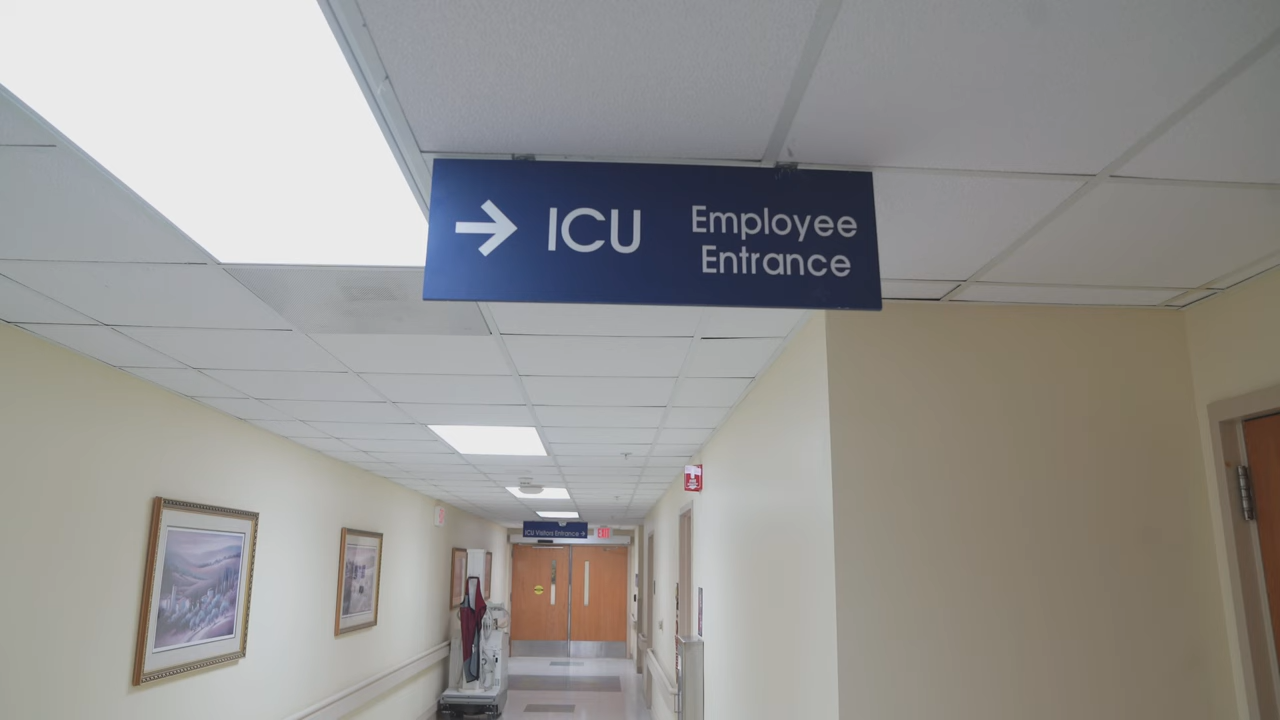 → ICU Employee
Entrance
ICU Visitors Entrance →